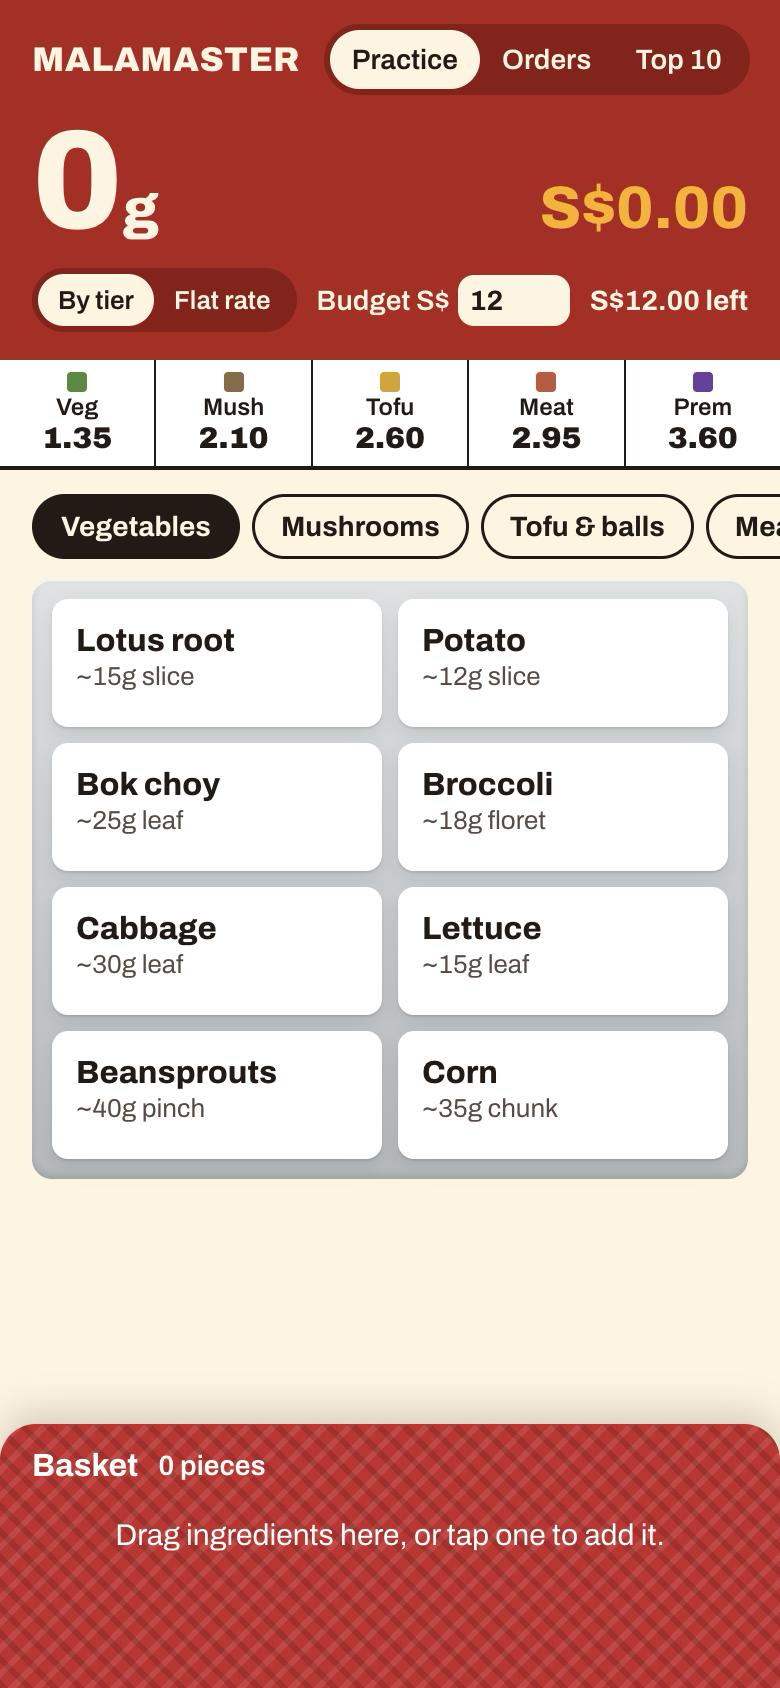 MALAMASTER Practice Orders Top 10
0g S$0.00
By tier Flat rate Budget S$ 12 S$12.00 left
Veg Mush Tofu Meat Prem
1.35 2.10 2.60 2.95 3.60
Vegetables Mushrooms Tofu & balls
Lotus root Potato
~15g slice ~12g slice
Bok choy Broccoli
~25g leaf ~18g floret
Cabbage Lettuce
~30g leaf ~15g leaf
Beansprouts Corn
~40g pinch ~35g chunk
Basket 0 pieces
Drag ingredients here, or tap one to add it.